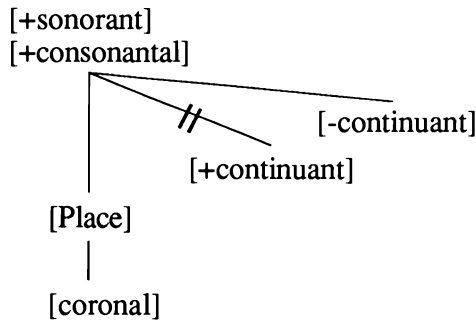 [+sonorant]
[+consonantal]
[-continuant]
[+continuant]
[Place]
[coronal]